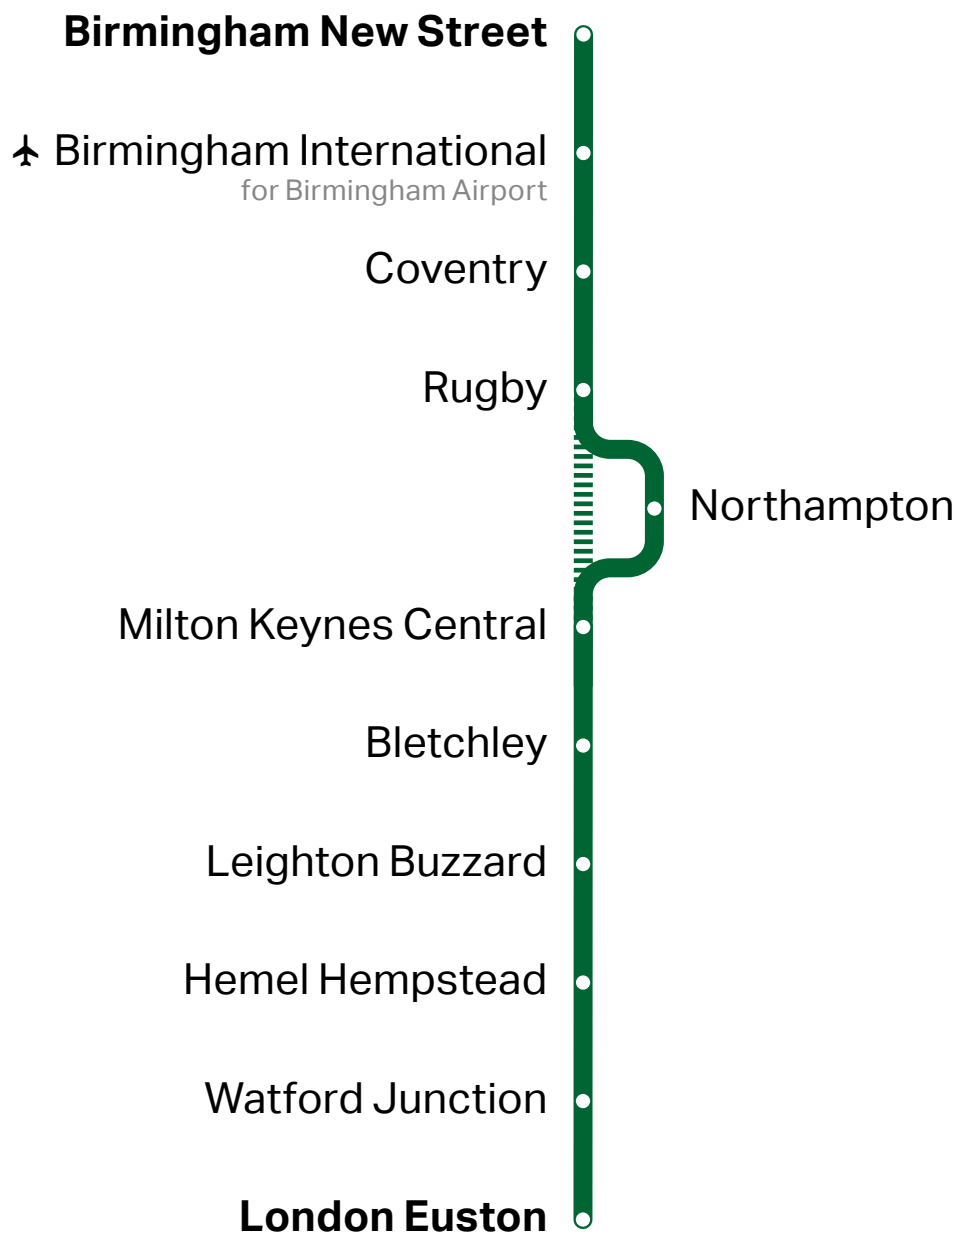 Birmingham New Street
Birmingham International
for Birmingham Airport
Coventry
Rugby
Northampton
Milton Keynes Central
Bletchley
Leighton Buzzard
Hemel Hempstead
Watford Junction
London Euston